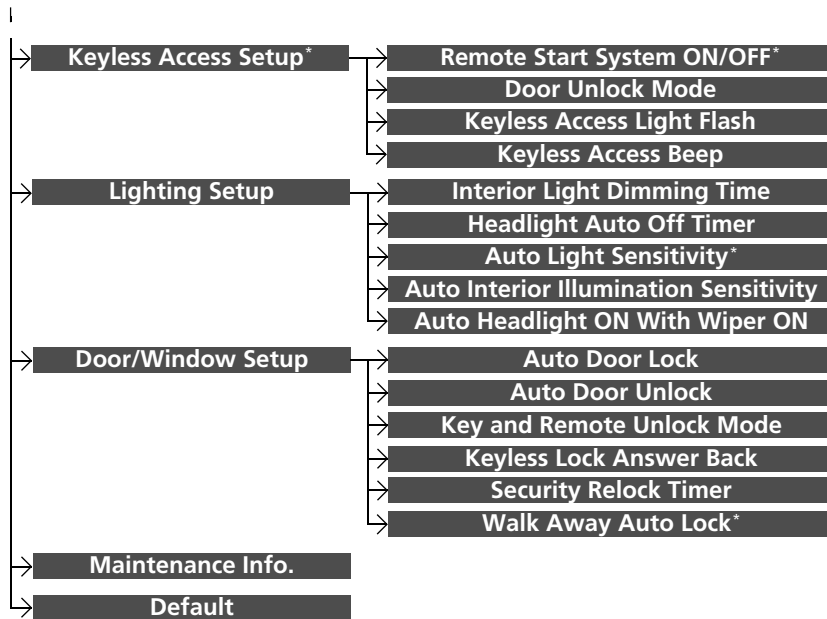 Keyless Access Setup*
Remote Start System ON/OFF*
Door Unlock Mode
Keyless Access Light Flash
Keyless Access Beep
Lighting Setup
Interior Light Dimming Time
Headlight Auto Off Timer
Auto Light Sensitivity*
Auto Interior Illumination Sensitivity
Auto Headlight ON With Wiper ON
Door/Window Setup
Auto Door Lock
Auto Door Unlock
Key and Remote Unlock Mode
Keyless Lock Answer Back
Security Relock Timer
Walk Away Auto Lock*
Maintenance Info.
Default